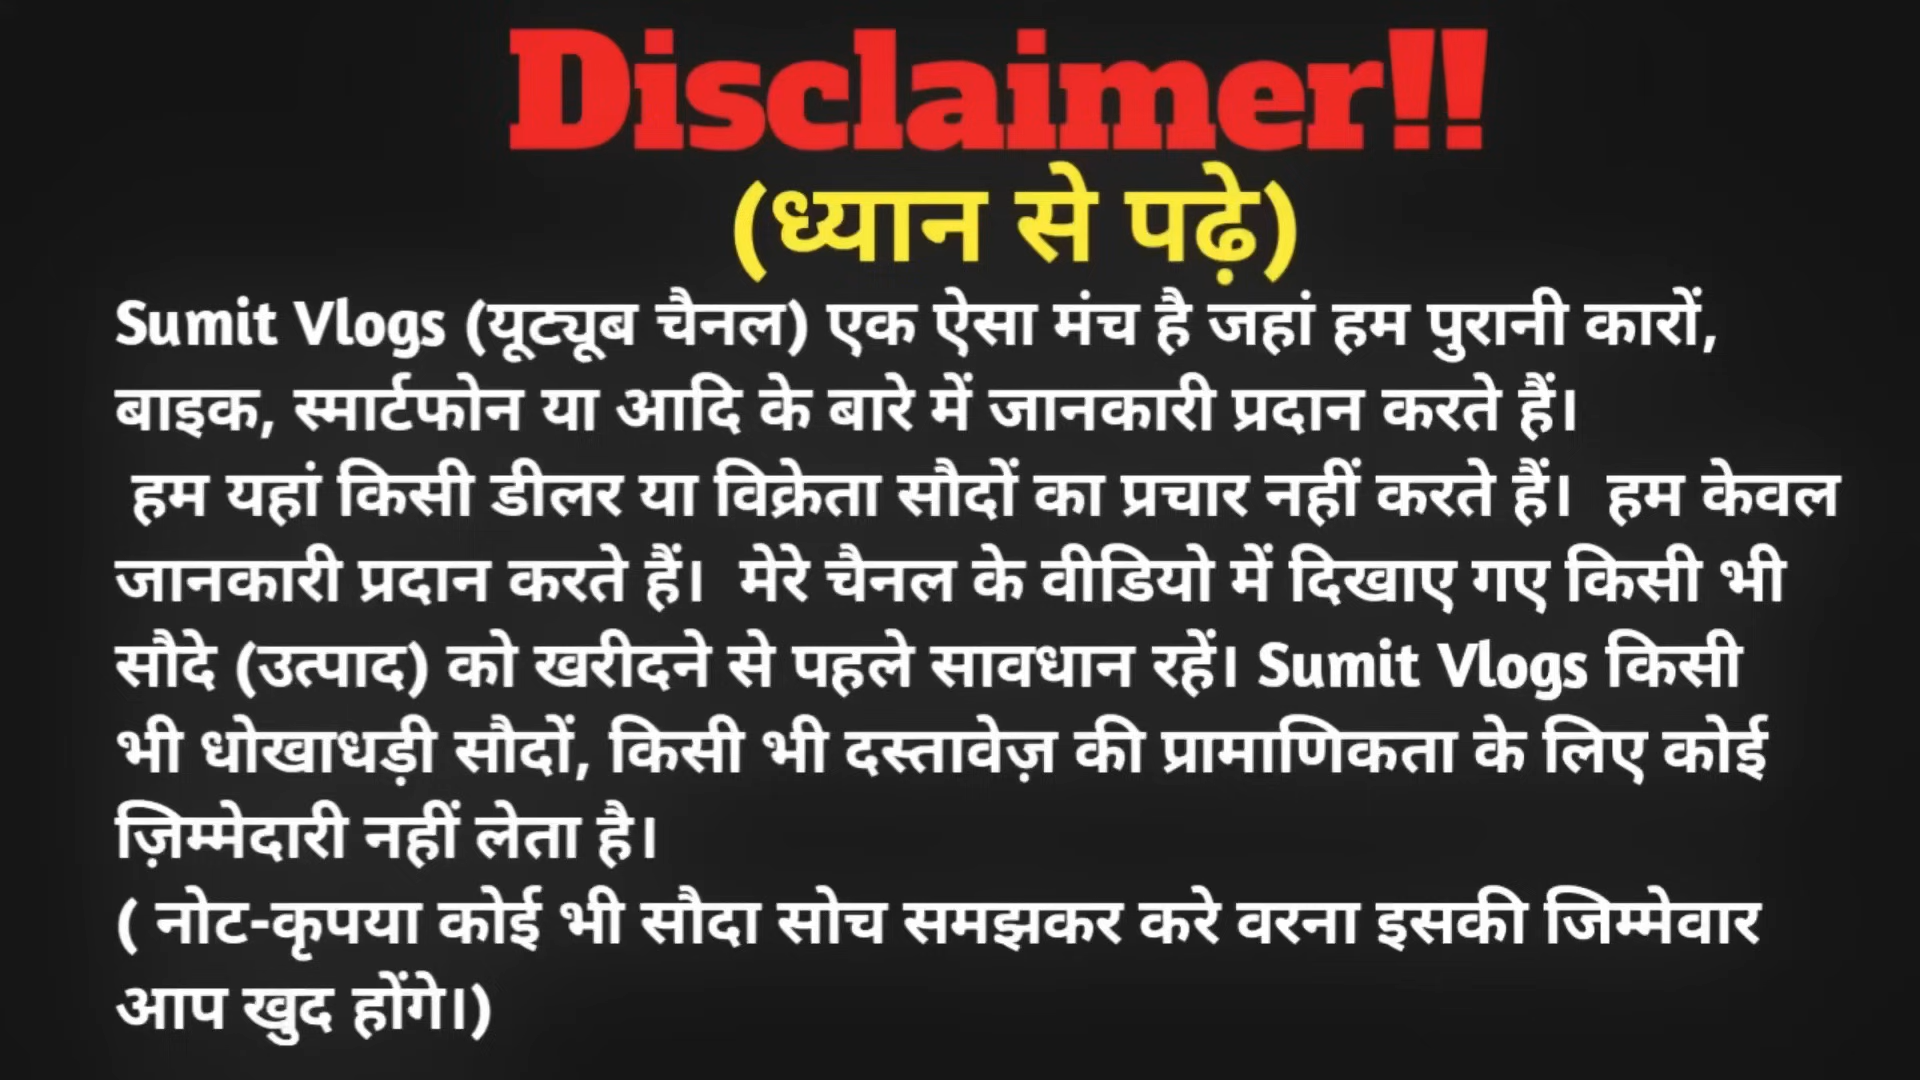 Disclaimer!!
(ध्यान से पढ़े)
Sumit Vlogs (यूट्यूब चैनल) एक ऐसा मंच है जहां हम पुरानी कारों,
बाइक, स्मार्टफोन या आदि के बारे में जानकारी प्रदान करते हैं।
हम यहां किसी डीलर या विक्रेता सौदों का प्रचार नहीं करते हैं। हम केवल
जानकारी प्रदान करते हैं। मेरे चैनल के वीडियो में दिखाए गए किसी भी
सौदे (उत्पाद) को खरीदने से पहले सावधान रहें। Sumit Vlogs किसी
भी धोखाधड़ी सौदों, किसी भी दस्तावेज़ की प्रामाणिकता के लिए कोई
ज़िम्मेदारी नहीं लेता है।
( नोट-कृपया कोई भी सौदा सोच समझकर करे वरना इसकी जिम्मेवार
आप खुद होंगे।)